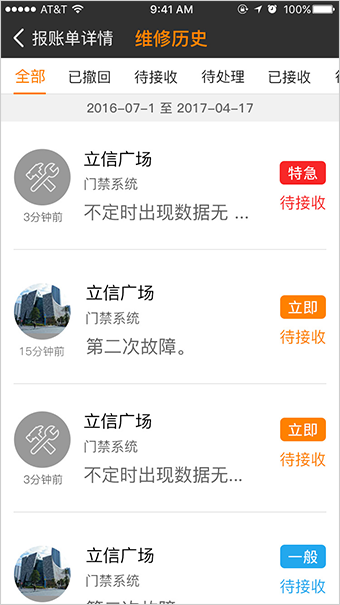 AT&T 9:41 AM 100%
报账单详情 维修历史
全部 已撤回 待接收 待处理 已接收
2016-07-1 至 2017-04-17
立信广场
特急
门禁系统
待接收
不定时出现数据无 ...
3分钟前
立信广场
立即
门禁系统
待接收
第二次故障。
15分钟前
立信广场
立即
门禁系统
待接收
不定时出现数据无...
3分钟前
立信广场
一般
门禁系统
待接收